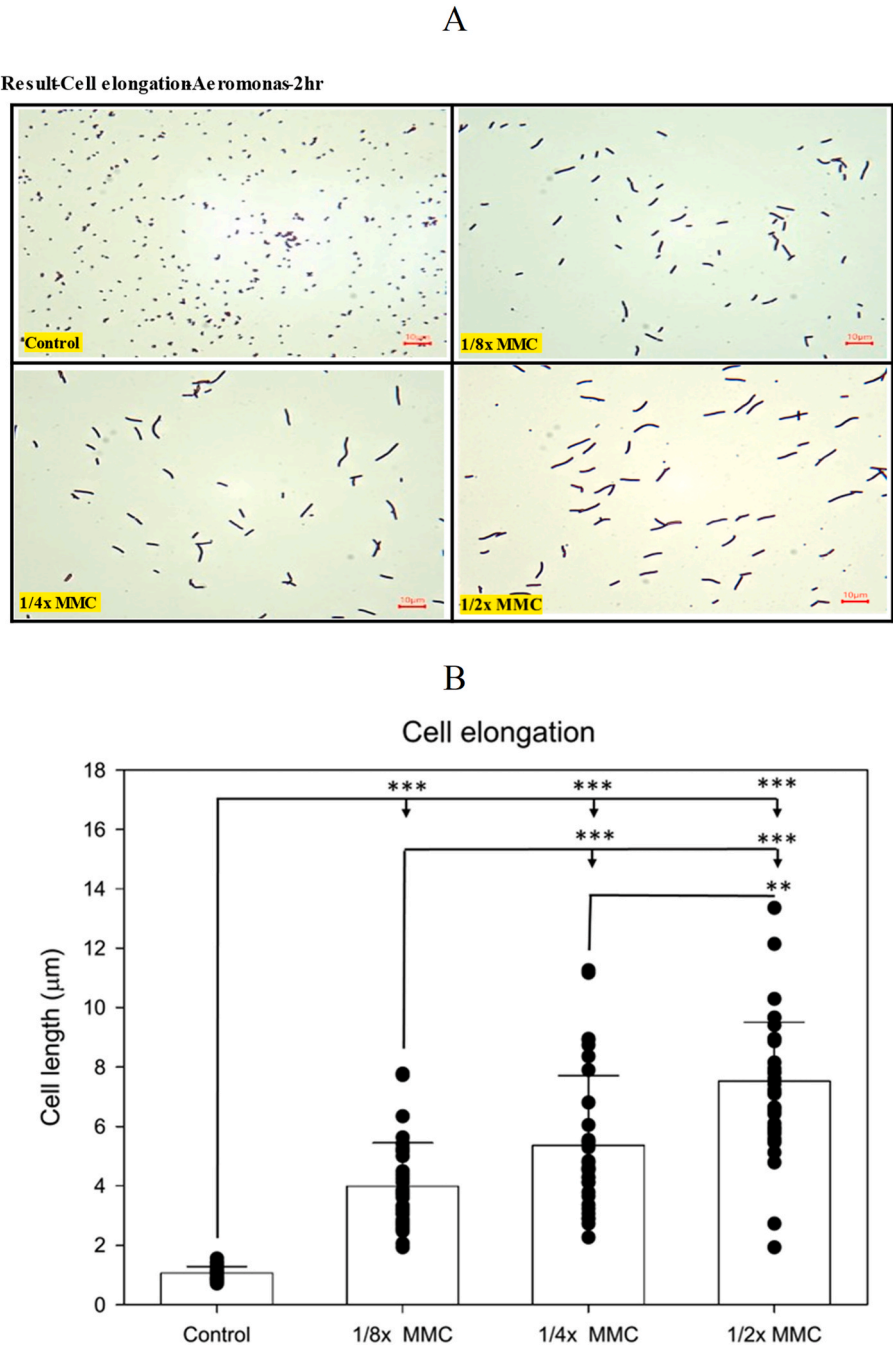 A
Result-Cell elongation-Aeromonas-2hr
*Control
10µm
1/8x MMC
10µm
1/4x MMC
10µm
1/2x MMC
10µm
B
Cell elongation
18
16
14
12
10
8
6
4
2
0
Cell length (µm)
*** *** ***
*** ***
**
Control 1/8x MMC 1/4x MMC 1/2x MMC